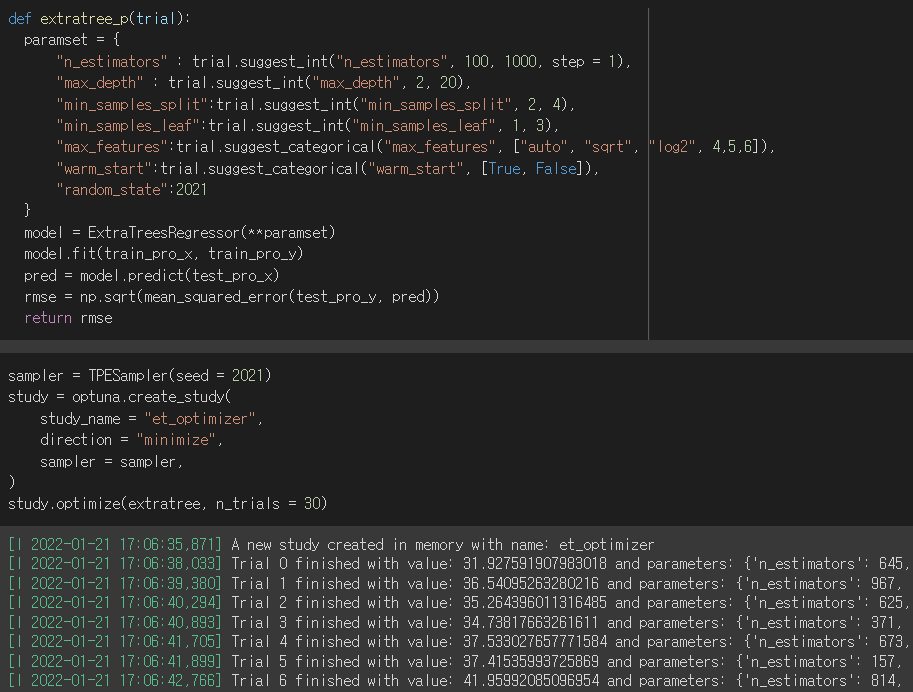 def extratree_p(trial):
  paramset = {
      "n_estimators" : trial.suggest_int("n_estimators", 100, 1000, step = 1),
      "max_depth" : trial.suggest_int("max_depth", 2, 20),
      "min_samples_split":trial.suggest_int("min_samples_split", 2, 4),
      "min_samples_leaf":trial.suggest_int("min_samples_leaf", 1, 3),
      "max_features":trial.suggest_categorical("max_features", ["auto", "sqrt", "log2", 4,5,6]),
      "warm_start":trial.suggest_categorical("warm_start", [True, False]),
      "random_state":2021
  }
  model = ExtraTreesRegressor(**paramset)
  model.fit(train_pro_x, train_pro_y)
  pred = model.predict(test_pro_x)
  rmse = np.sqrt(mean_squared_error(test_pro_y, pred))
  return rmse
sampler = TPESampler(seed = 2021)
study = optuna.create_study(
    study_name = "et_optimizer",
    direction = "minimize",
    sampler = sampler,
)
study.optimize(extratree, n_trials = 30)
[I 2022-01-21 17:06:35,871] A new study created in memory with name: et_optimizer
[I 2022-01-21 17:06:38,033] Trial 0 finished with value: 31.927591907983018 and parameters: {'n_estimators': 645,
[I 2022-01-21 17:06:39,380] Trial 1 finished with value: 36.54095263280216 and parameters: {'n_estimators': 967,
[I 2022-01-21 17:06:40,294] Trial 2 finished with value: 35.264396011316485 and parameters: {'n_estimators': 625,
[I 2022-01-21 17:06:40,893] Trial 3 finished with value: 34.73817663261611 and parameters: {'n_estimators': 371,
[I 2022-01-21 17:06:41,705] Trial 4 finished with value: 37.533027657771584 and parameters: {'n_estimators': 673,
[I 2022-01-21 17:06:41,899] Trial 5 finished with value: 37.41535993725869 and parameters: {'n_estimators': 157,
[I 2022-01-21 17:06:42,766] Trial 6 finished with value: 41.95992085096954 and parameters: {'n_estimators': 814,